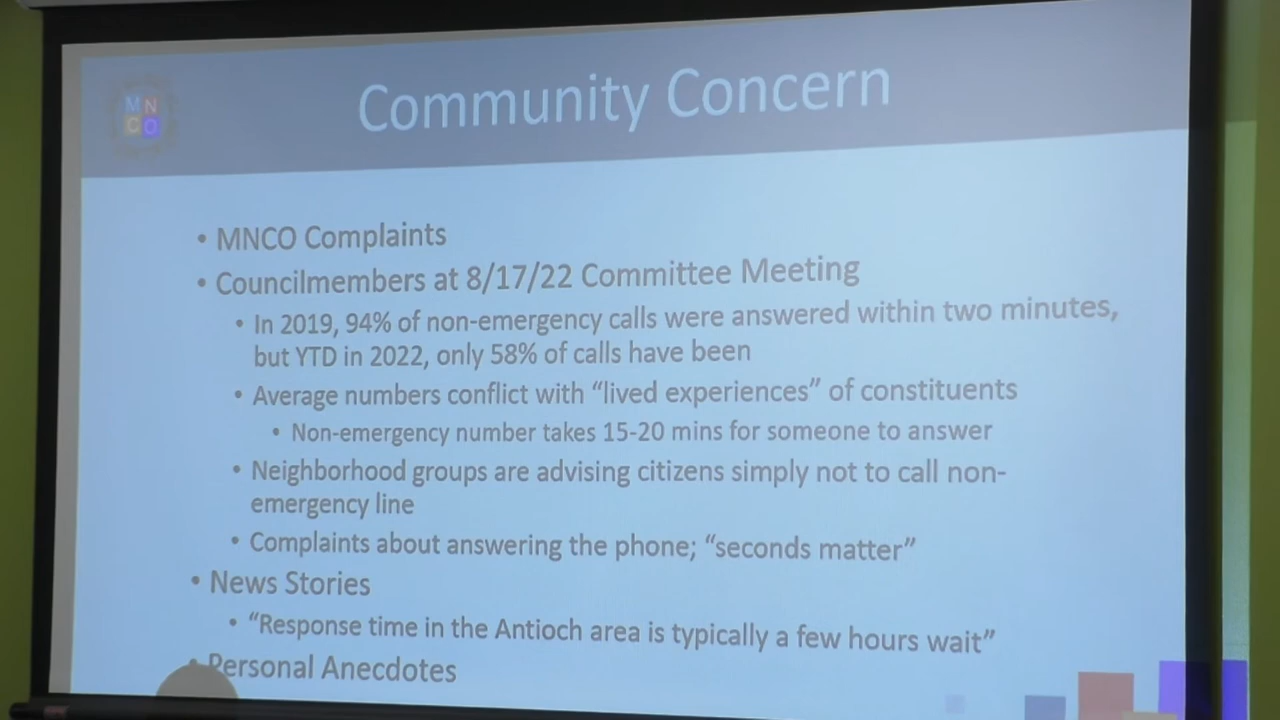 MN
CO
Community Concern
• MNCO Complaints
• Councilmembers at 8/17/22 Committee Meeting
• In 2019, 94% of non-emergency calls were answered within two minutes,
but YTD in 2022, only 58% of calls have been
• Average numbers conflict with “lived experiences” of constituents
• Non-emergency number takes 15-20 mins for someone to answer
• Neighborhood groups are advising citizens simply not to call non-
emergency line
• Complaints about answering the phone; “seconds matter”
• News Stories
• “Response time in the Antioch area is typically a few hours wait”
• Personal Anecdotes